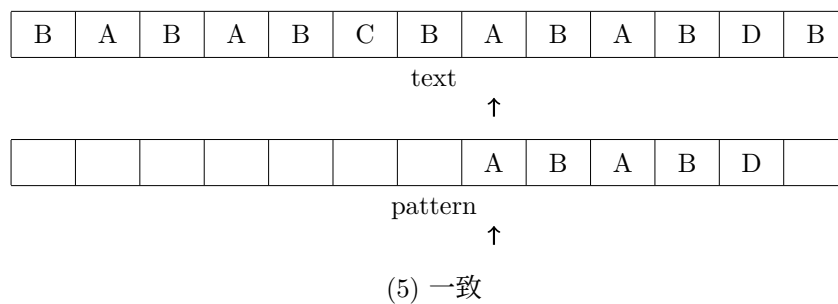 B A B A B C B A B A B D B
text
↑
A B A B D
pattern
↑
(5) 一致